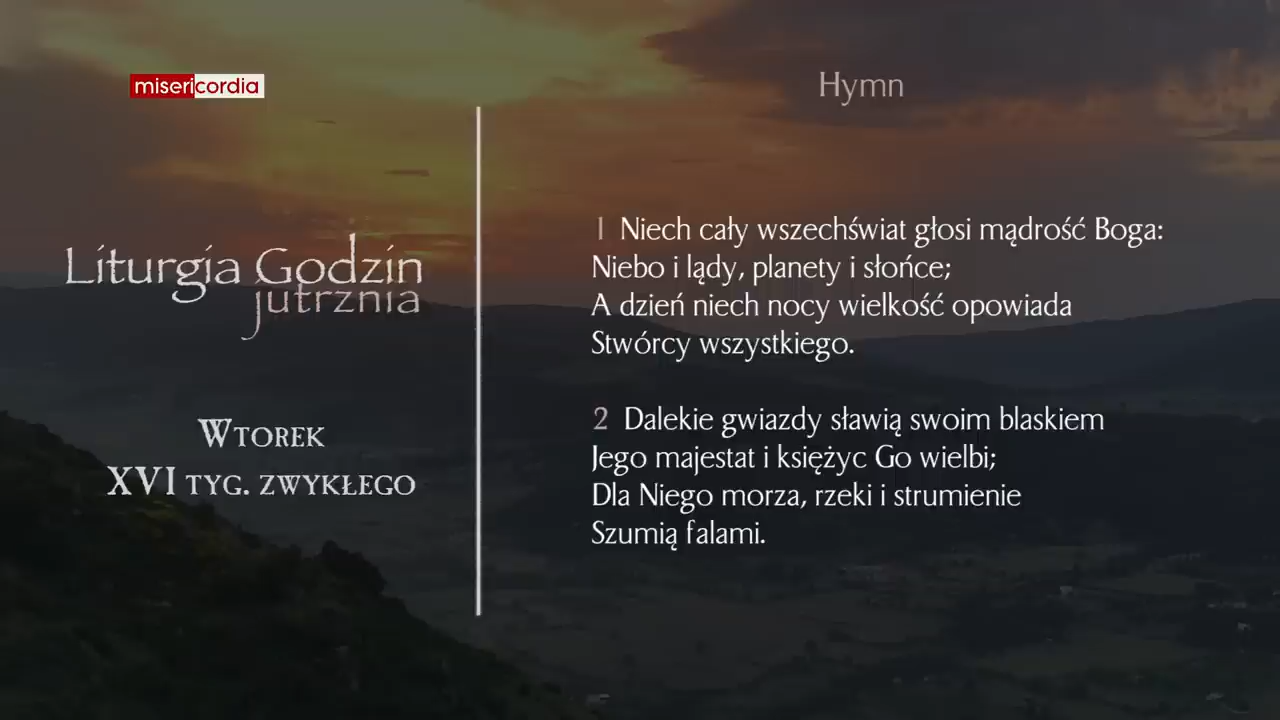 misericordia
Liturgia Godzin
jutrznia
Wtorek
XVI tyg. zwykłego
Hymn
1 Niech cały wszechświat głosi mądrość Boga:
Niebo i lądy, planety i słońce;
A dzień niech nocy wielkość opowiada
Stwórcy wszystkiego.
2 Dalekie gwiazdy sławią swoim blaskiem
Jego majestat i księżyc Go wielbi;
Dla Niego morza, rzeki i strumienie
Szumią falami.